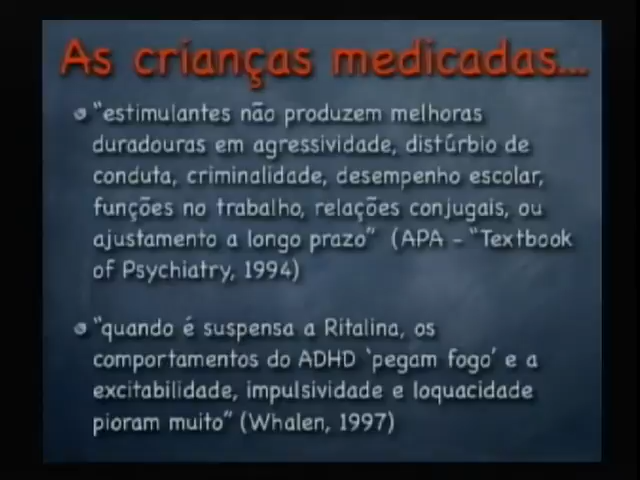 As crianças medicadas...
"estimulantes não produzem melhoras
duradouras em agressividade, distúrbio de
conduta, criminalidade, desempenho escolar,
funções no trabalho, relações conjugais, ou
ajustamento a longo prazo" (APA - "Textbook
of Psychiatry, 1994)
"quando é suspensa a Ritalina, os
comportamentos do ADHD 'pegam fogo' e a
excitabilidade, impulsividade e loquacidade
pioram muito" (Whalen, 1997)